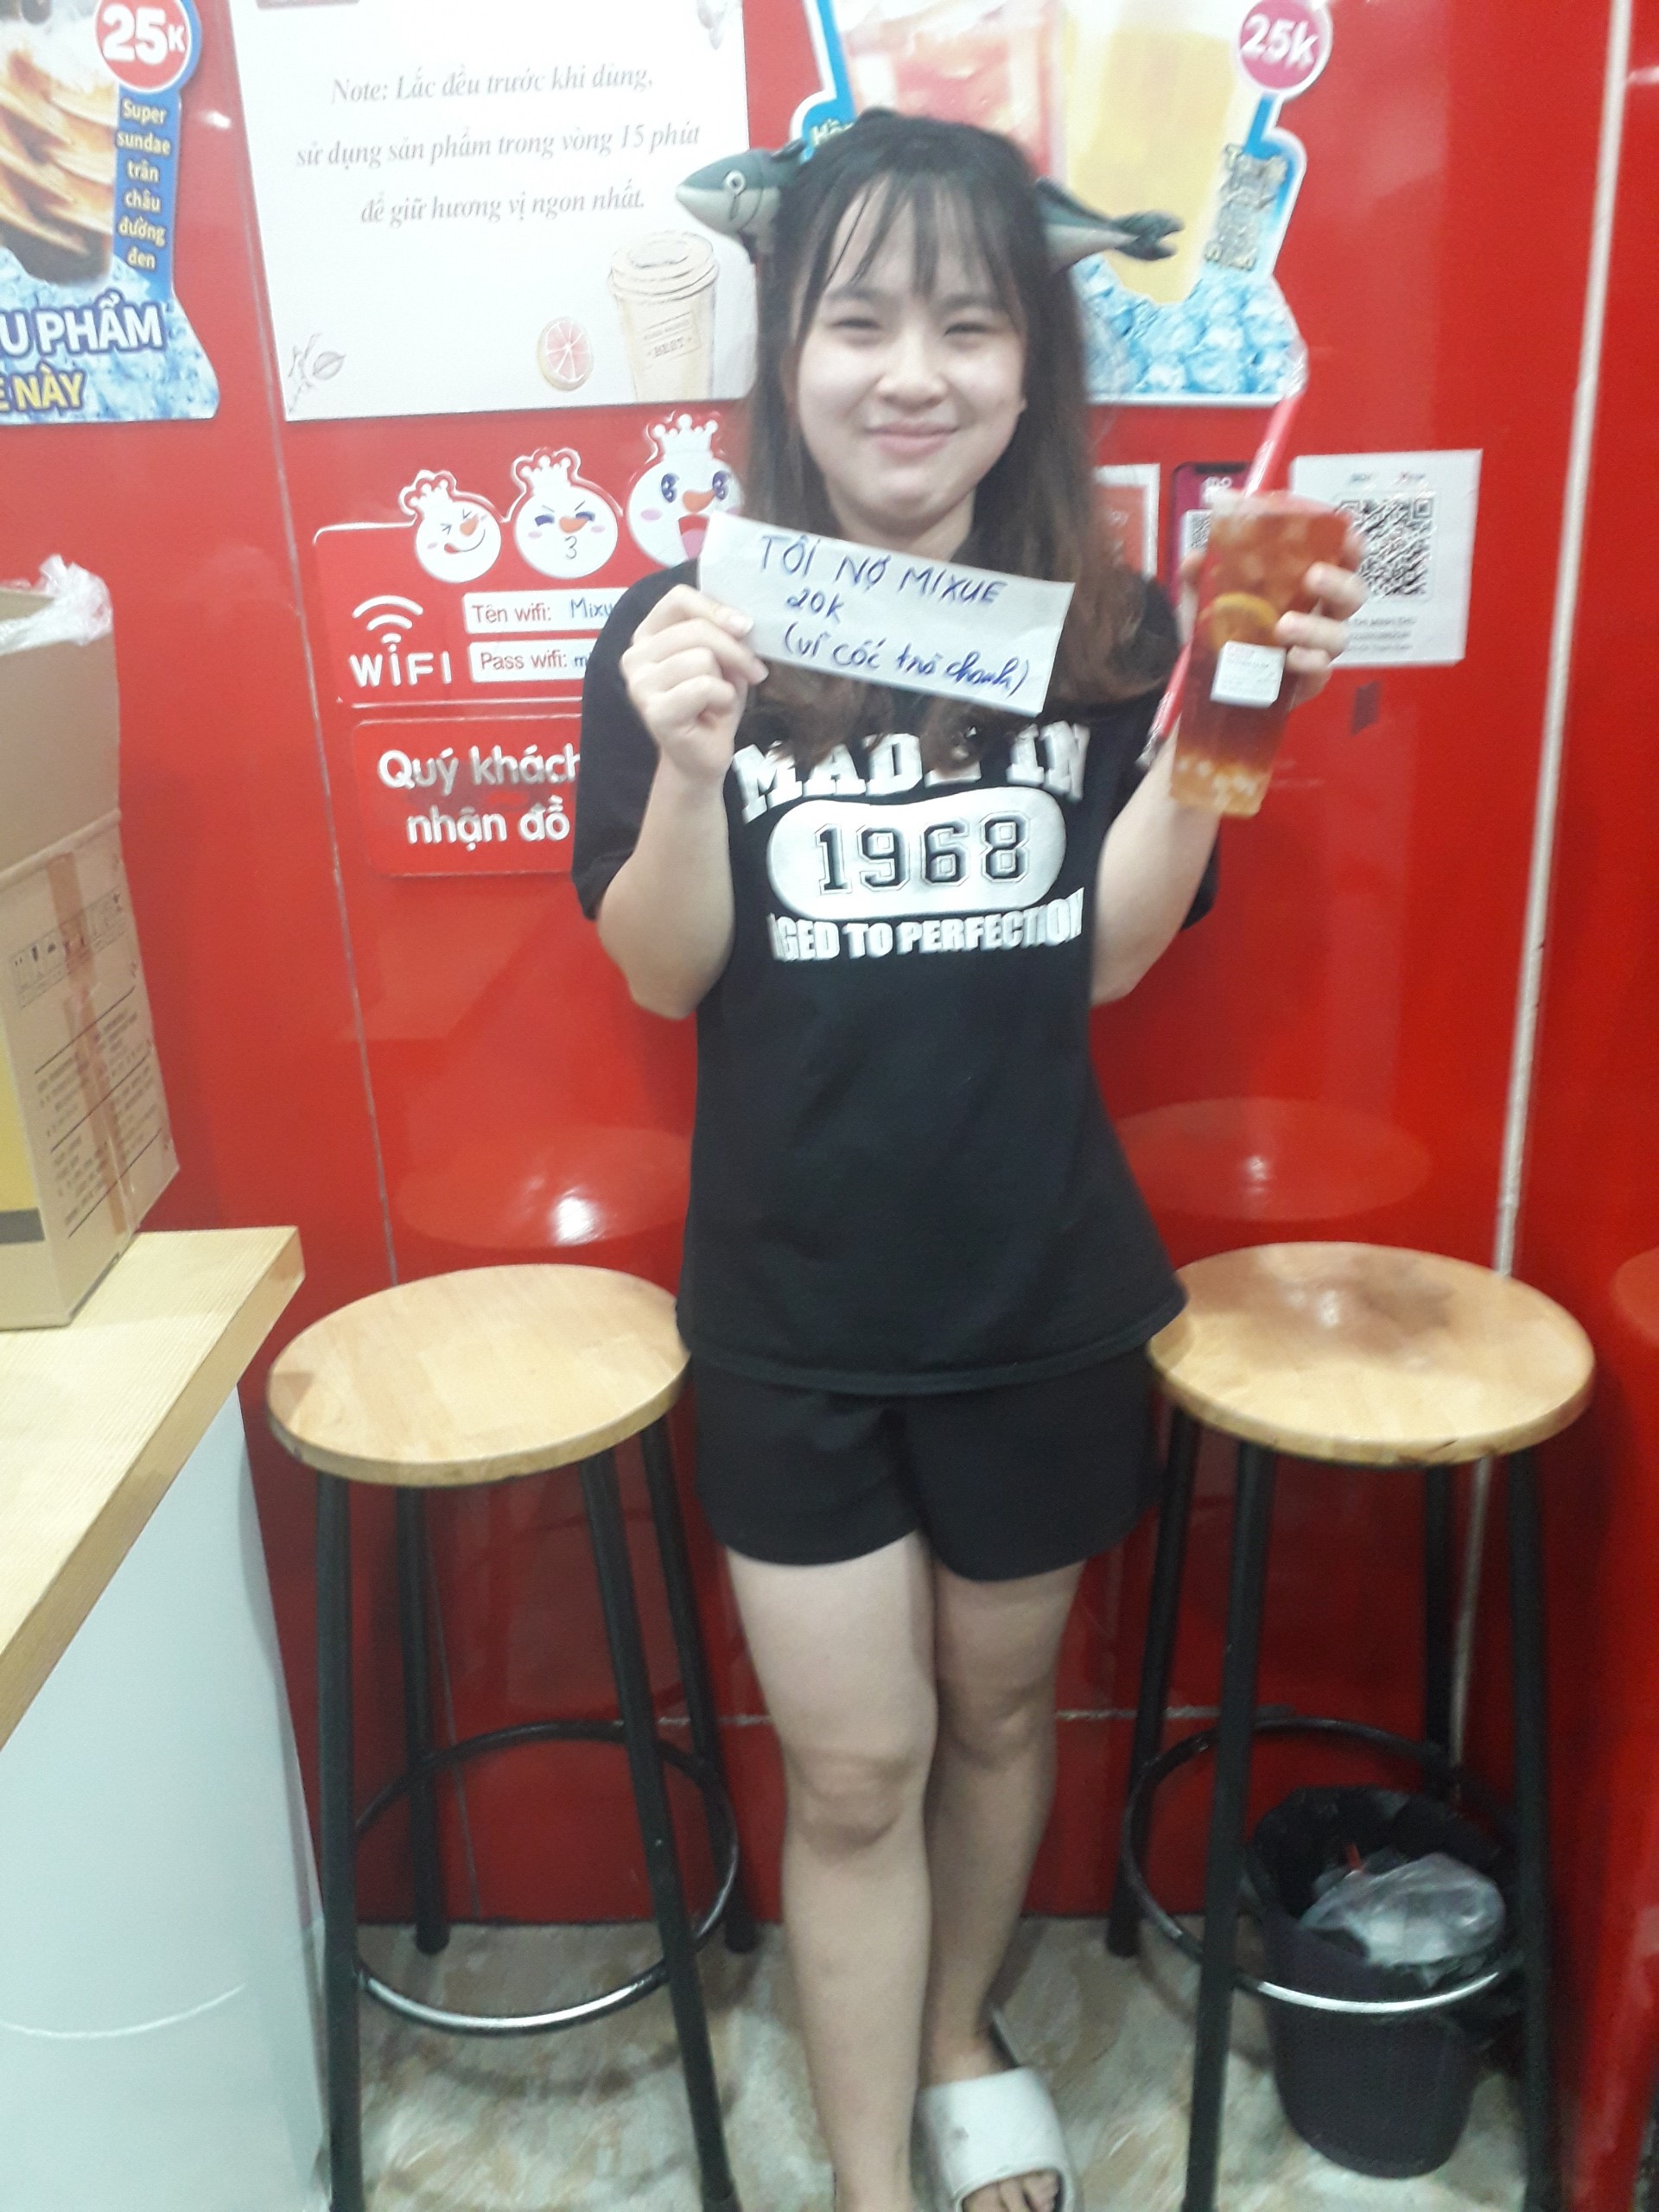 25K
Super
sundae
trân
châu
đường
đen
U PHẨM
E NÀY
Note: Lắc đều trước khi dùng,
sử dụng sản phẩm trong vòng 15 phút
để giữ hương vị ngon nhất.
BEST
25k
TÔI NỢ MIXUE
20K
(vì cốc trà chanh)
WiFi
Tên wifi: Mixu
Pass wifi: mi
Quý khách
nhận đồ
MADE IN
1968
AGED TO PERFECTION